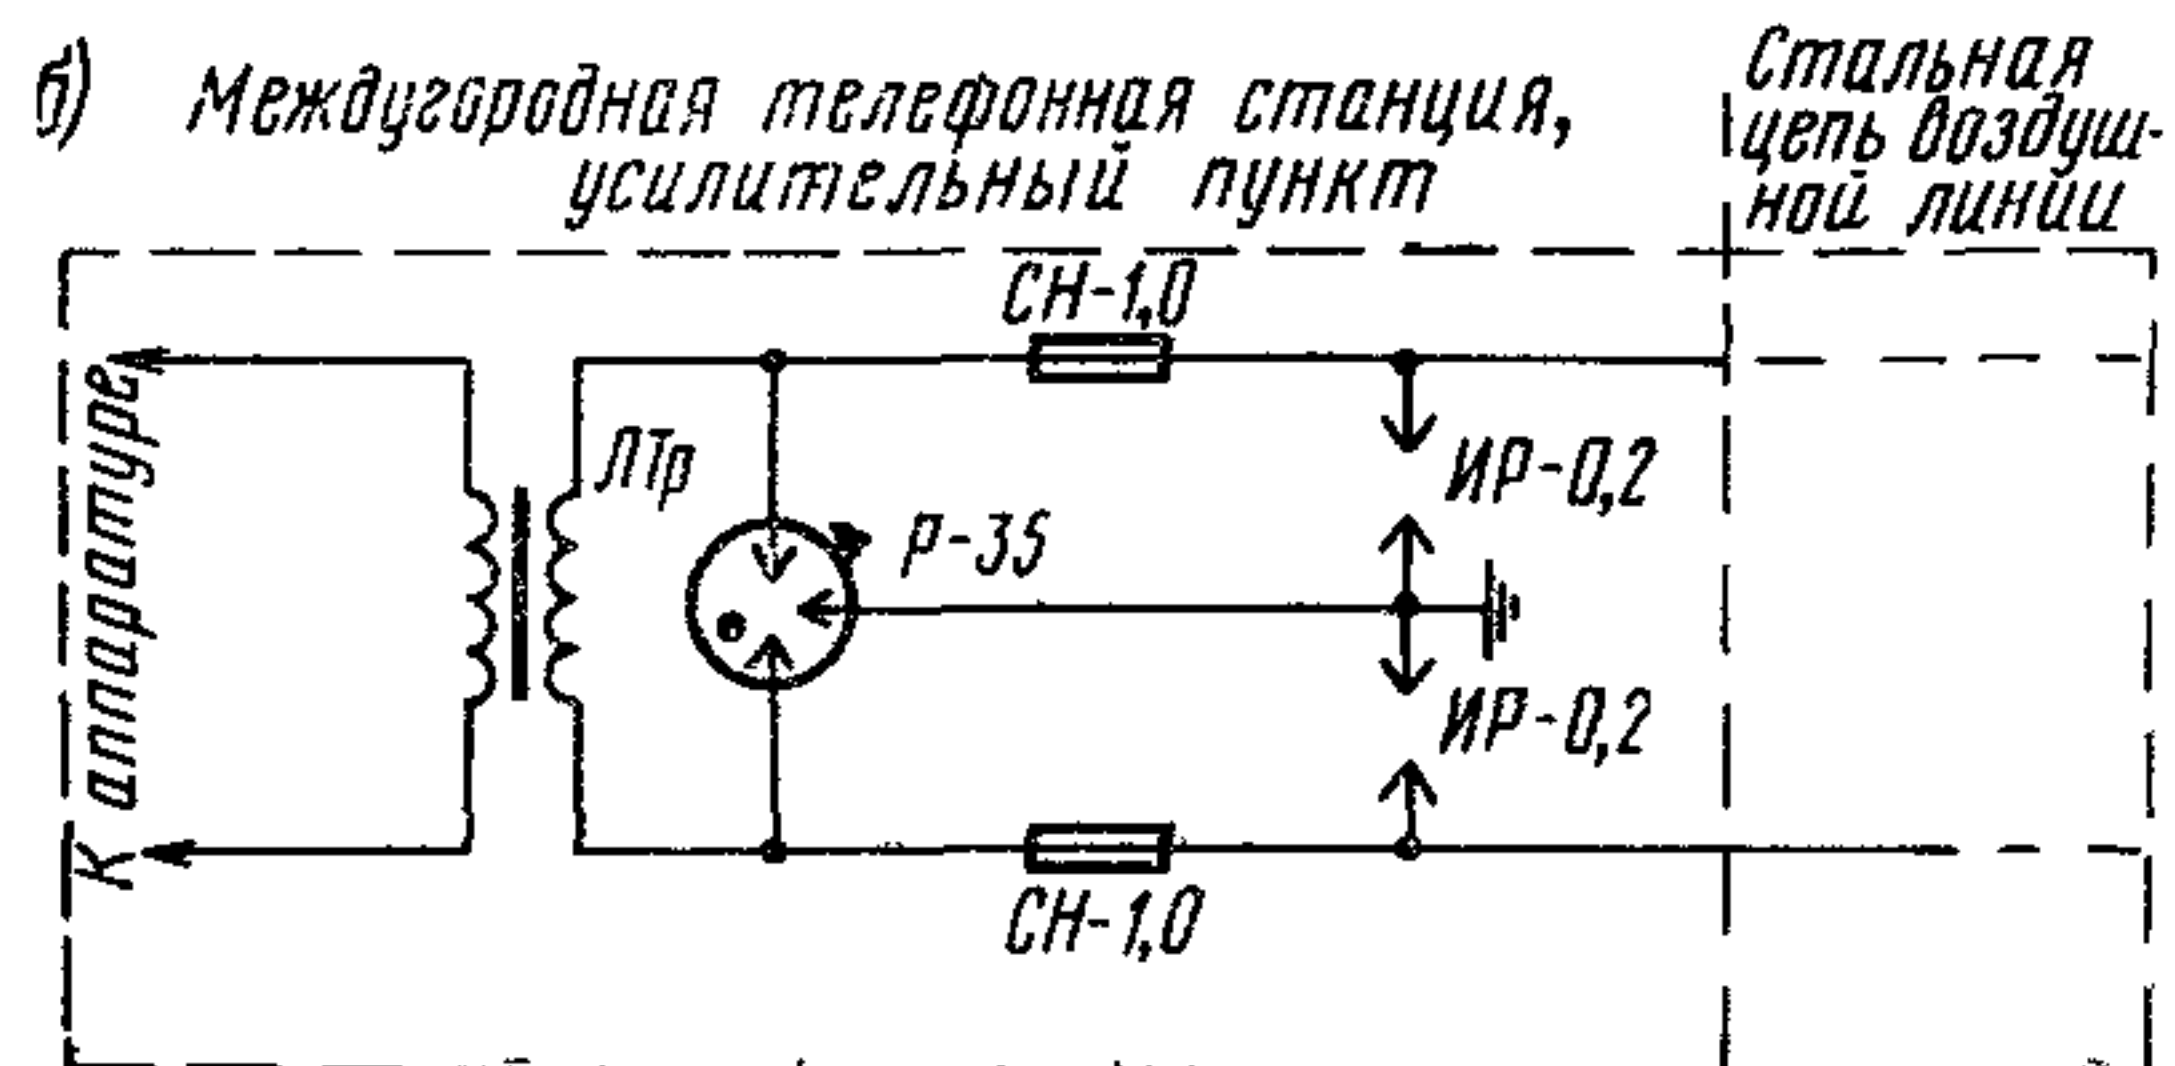 б) Междугородная телефонная станция,
усилительный пункт
Стальная
цепь воздуш-
ной линии
СН-1,0
К аппаратуре
ЛТр
ИР-0,2
Р-35
ИР-0,2
СН-1,0